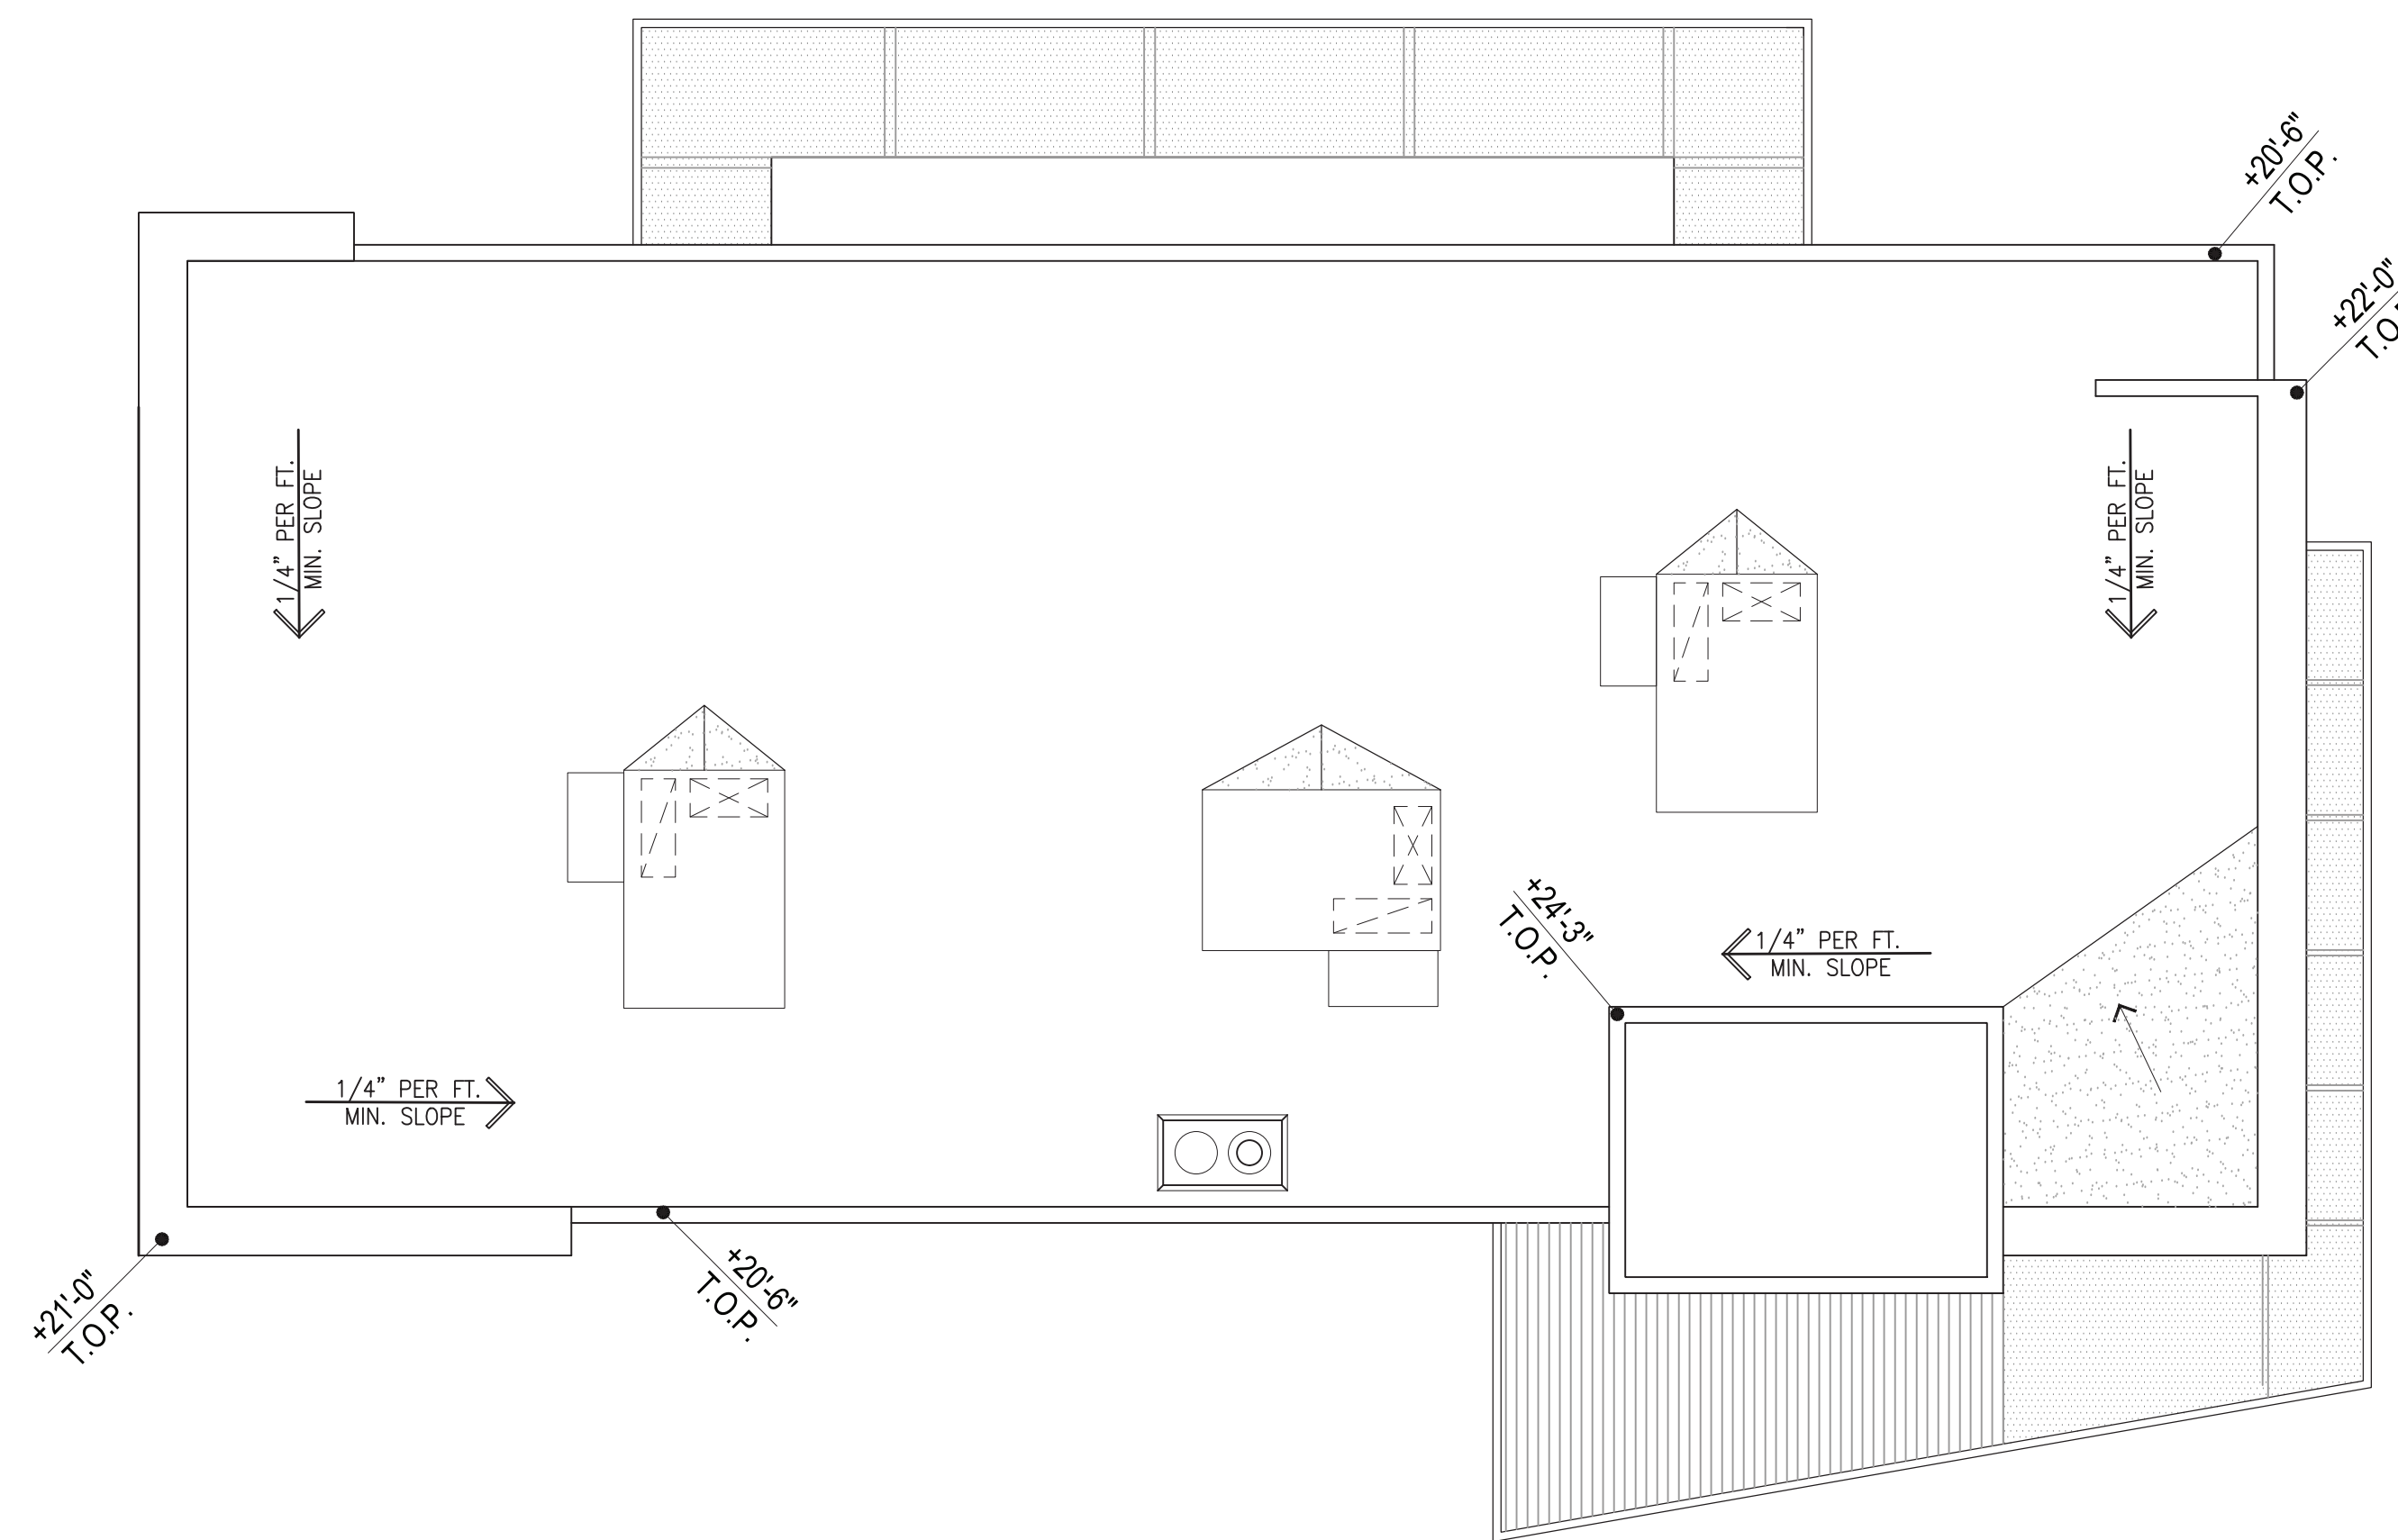 +20'-6"
T.O.P.
+22'-0"
1/4" PER FT.
MIN. SLOPE
1/4" PER FT.
MIN. SLOPE
+24'-3"
T.O.P.
1/4" PER FT.
MIN. SLOPE
1/4" PER FT.
MIN. SLOPE
+21'-0"
T.O.P.
+20'-6"
T.O.P.